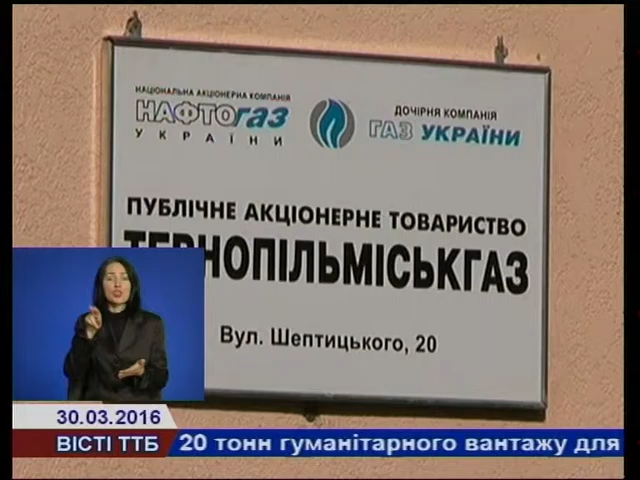 НАЦІОНАЛЬНА АКЦІОНЕРНА КОМПАНІЯ
НАФТОГАЗ
УКРАЇНИ
ДОЧІРНЯ КОМПАНІЯ
ГАЗ УКРАЇНИ
ПУБЛІЧНЕ АКЦІОНЕРНЕ ТОВАРИСТВО
ТЕРНОПІЛЬМІСЬКГАЗ
Вул. Шептицького, 20
30.03.2016
ВІСТІ ТТБ
20 тонн гуманітарного вантажу для